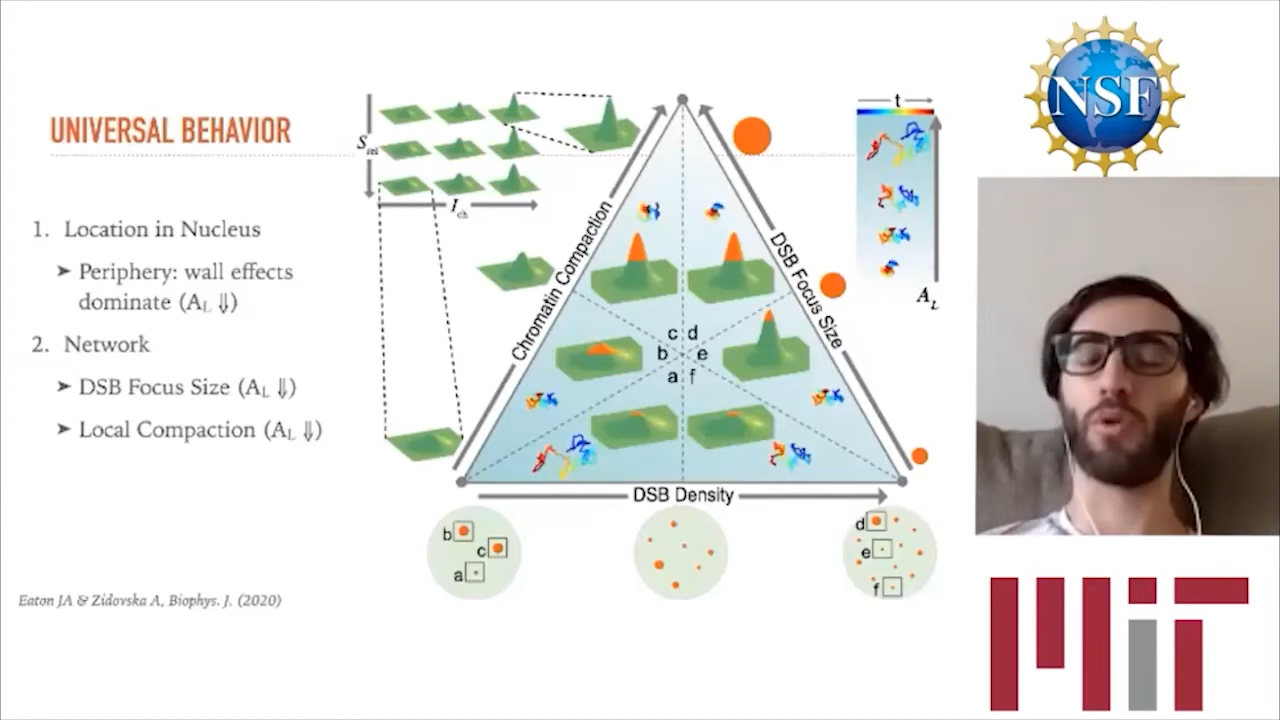 UNIVERSAL BEHAVIOR
1. Location in Nucleus
➤ Periphery: wall effects
dominate (AL ⇓)
2. Network
➤ DSB Focus Size (AL ⇓)
➤ Local Compaction (AL ⇓)
Eaton JA & Zidovska A, Biophys. J. (2020)
Srel
Ich
Chromatin Compaction
DSB Focus Size
DSB Density
c d
b e
a f
b
c
a
d
e
f
t
AL
NSF
MIT